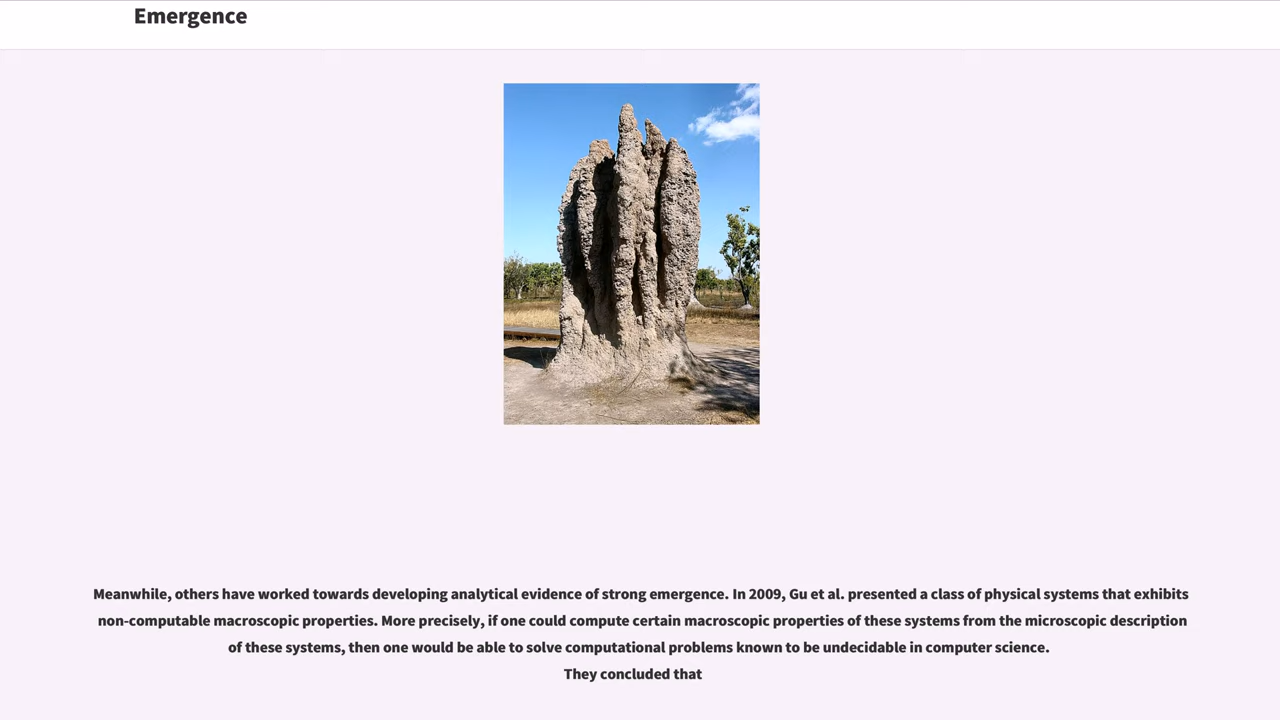 Emergence
Meanwhile, others have worked towards developing analytical evidence of strong emergence. In 2009, Gu et al. presented a class of physical systems that exhibits
non-computable macroscopic properties. More precisely, if one could compute certain macroscopic properties of these systems from the microscopic description
of these systems, then one would be able to solve computational problems known to be undecidable in computer science.
They concluded that